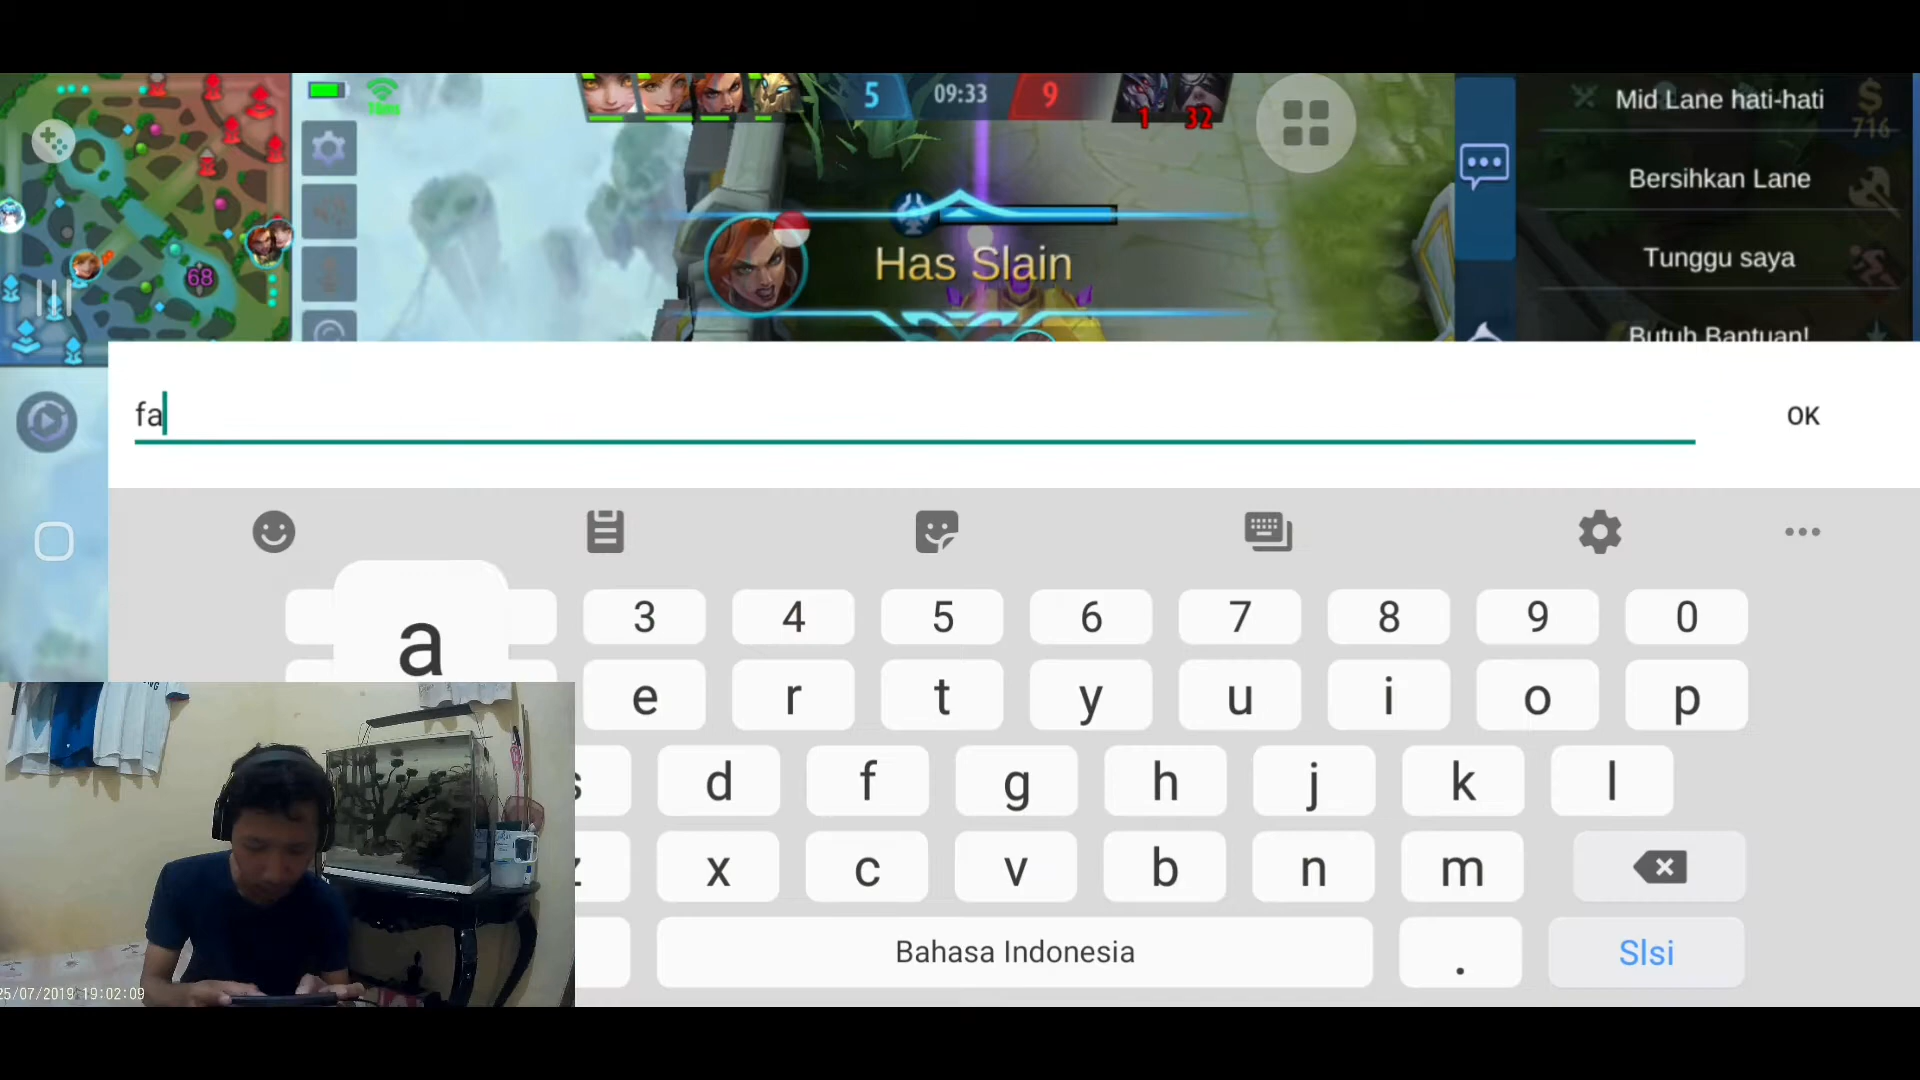 16ms
5
09:33
9
1
32
Mid Lane hati-hati
716
Bersihkan Lane
Has Slain
68
Tunggu saya
Butuh Bantuan!
fa
OK
a
3 4 5 6 7 8 9 0
e r t y u i o p
s d f g h j k l
z x c v b n m
Bahasa Indonesia
.
Slsi
25/07/2019 19:02:09